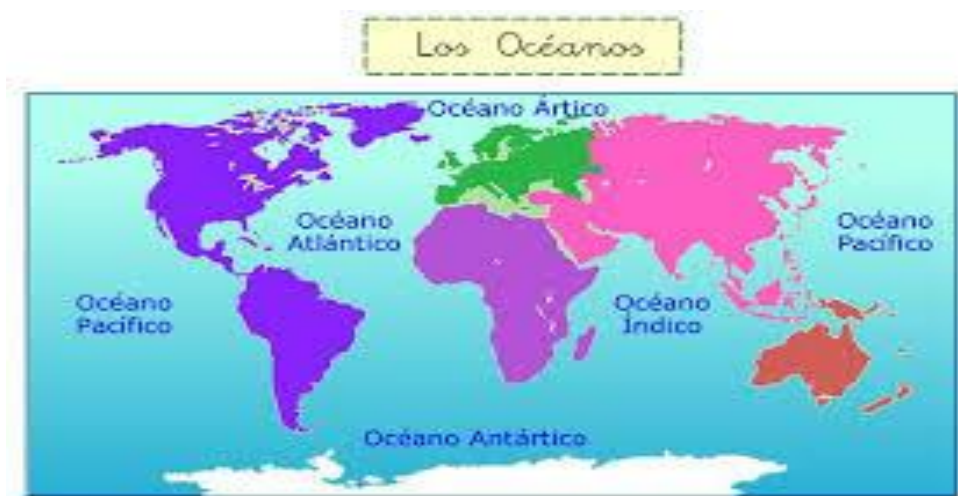 Los Océanos
Océano Ártico
Océano
Atlántico
Océano
Pacífico
Océano
Pacífico
Océano
Índico
Océano Antártico